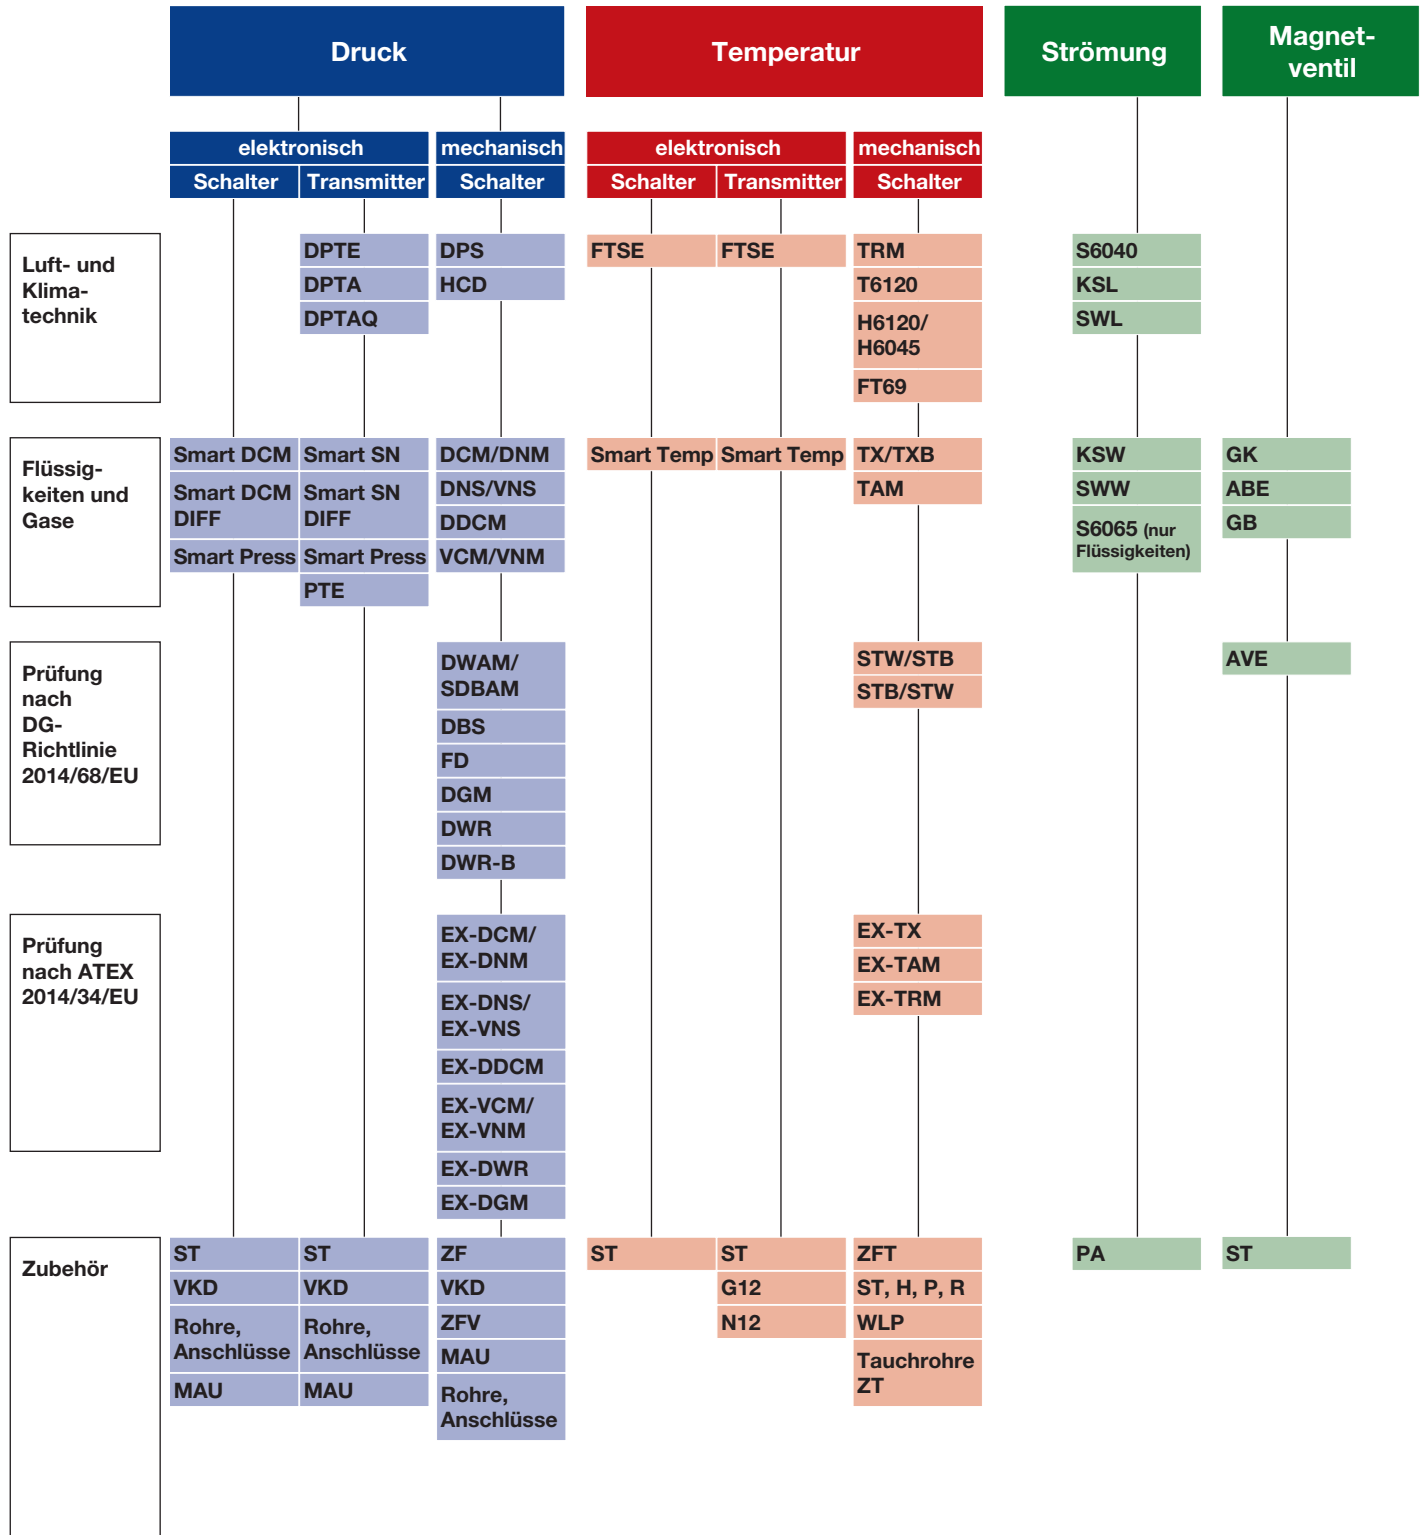 Druck
Temperatur
Strömung
Magnet-
ventil
elektronisch
mechanisch
elektronisch
mechanisch
Schalter
Transmitter
Schalter
Schalter
Transmitter
Schalter
Luft- und
Klima-
technik
DPTE
DPTA
DPTAQ
DPS
HCD
FTSE
FTSE
TRM
T6120
H6120/
H6045
FT69
S6040
KSL
SWL
Flüssig-
keiten und
Gase
Smart DCM
Smart DCM
DIFF
Smart Press
Smart SN
Smart SN
DIFF
Smart Press
PTE
DCM/DNM
DNS/VNS
DDCM
VCM/VNM
Smart Temp
Smart Temp
TX/TXB
TAM
KSW
SWW
S6065 (nur
Flüssigkeiten)
GK
ABE
GB
Prüfung
nach
DG-
Richtlinie
2014/68/EU
DWAM/
SDBAM
DBS
FD
DGM
DWR
DWR-B
STW/STB
STB/STW
AVE
Prüfung
nach ATEX
2014/34/EU
EX-DCM/
EX-DNM
EX-DNS/
EX-VNS
EX-DDCM
EX-VCM/
EX-VNM
EX-DWR
EX-DGM
EX-TX
EX-TAM
EX-TRM
Zubehör
ST
VKD
Rohre,
Anschlüsse
MAU
ST
VKD
Rohre,
Anschlüsse
MAU
ZF
VKD
ZFV
MAU
Rohre,
Anschlüsse
ST
ST
G12
N12
ZFT
ST, H, P, R
WLP
Tauchrohre
ZT
PA
ST